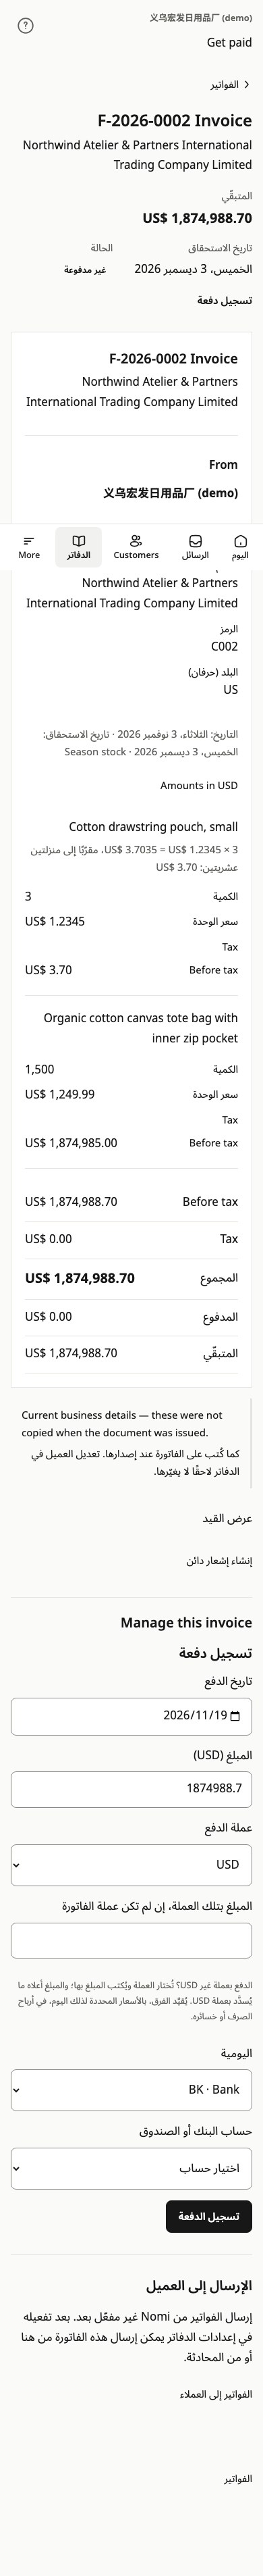 义乌宏发日用品厂 (demo)
Get paid
الفواتير
F-2026-0002 Invoice
Northwind Atelier & Partners International
Trading Company Limited
المتبقّي
US$ 1,874,988.70
تاريخ الاستحقاق
الحالة
الخميس، 3 ديسمبر 2026
غير مدفوعة
تسجيل دفعة
F-2026-0002 Invoice
Northwind Atelier & Partners
International Trading Company Limited
From
义乌宏发日用品厂 (demo)
اليوم
الرسائل
Customers
الدفاتر
More
Northwind Atelier & Partners
International Trading Company Limited
الرمز
C002
البلد (حرفان)
US
التاريخ: الثلاثاء، 3 نوفمبر 2026 · تاريخ الاستحقاق:
الخميس، 3 ديسمبر 2026 · Season stock
Amounts in USD
Cotton drawstring pouch, small
3 × US$ 1.2345 = US$ 3.7035، مقرّبًا إلى منزلتين
عشريتين: US$ 3.70
الكمية 3
سعر الوحدة US$ 1.2345
Tax
Before tax US$ 3.70
Organic cotton canvas tote bag with
inner zip pocket
الكمية 1,500
سعر الوحدة US$ 1,249.99
Tax
Before tax US$ 1,874,985.00
Before tax US$ 1,874,988.70
Tax US$ 0.00
المجموع US$ 1,874,988.70
المدفوع US$ 0.00
المتبقّي US$ 1,874,988.70
Current business details — these were not
copied when the document was issued.
كما كُتب على الفاتورة عند إصدارها. تعديل العميل في
الدفاتر لاحقًا لا يغيّرها.
عرض القيد
إنشاء إشعار دائن
Manage this invoice
تسجيل دفعة
تاريخ الدفع
2026/11/19
المبلغ (USD)
1874988.7
عملة الدفع
USD
المبلغ بتلك العملة، إن لم تكن عملة الفاتورة
الدفع بعملة غير USD؟ تُختار العملة ويُكتب المبلغ بها؛ والمبلغ أعلاه ما
يُسدَّد بعملة USD. يُقيَّد الفرق، بالأسعار المحددة لذلك اليوم، في أرباح
الصرف أو خسائره.
اليومية
BK · Bank
حساب البنك أو الصندوق
اختيار حساب
تسجيل الدفعة
الإرسال إلى العميل
إرسال الفواتير من Nomi غير مفعّل بعد. بعد تفعيله
في إعدادات الدفاتر يمكن إرسال هذه الفاتورة من هنا
أو من المحادثة.
الفواتير إلى العملاء
الفواتير